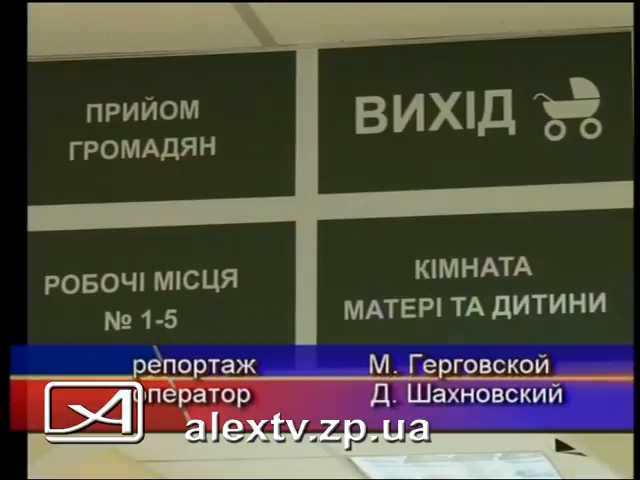 ПРИЙОМ
ГРОМАДЯН
ВИХІД
РОБОЧІ МІСЦЯ
№ 1-5
КІМНАТА
МАТЕРІ ТА ДИТИНИ
репортаж М. Герговской
оператор Д. Шахновский
alextv.zp.ua